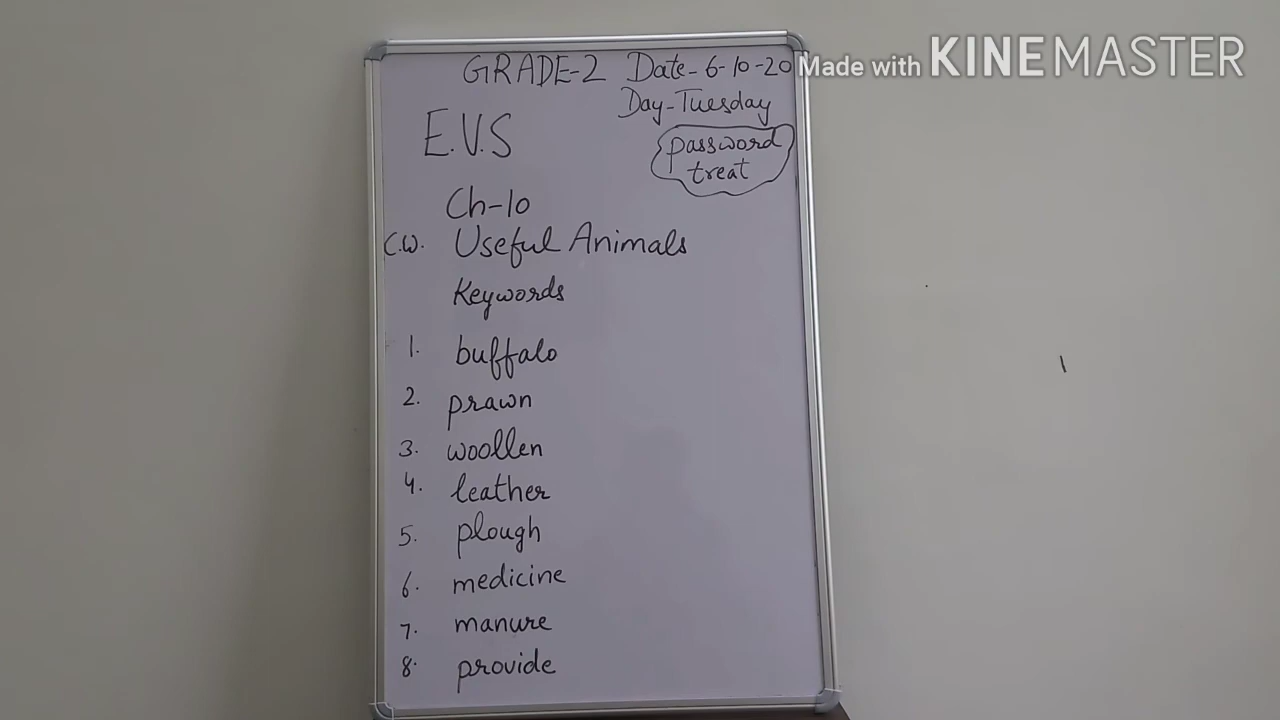 GRADE-2 Date-6-10-20
Made with KINEMASTER
Day-Tuesday
E.V.S
password
treat
Ch-10
C.W. Useful Animals
Keywords
1. buffalo
2. prawn
3. woollen
4. leather
5. plough
6. medicine
7. manure
8. provide